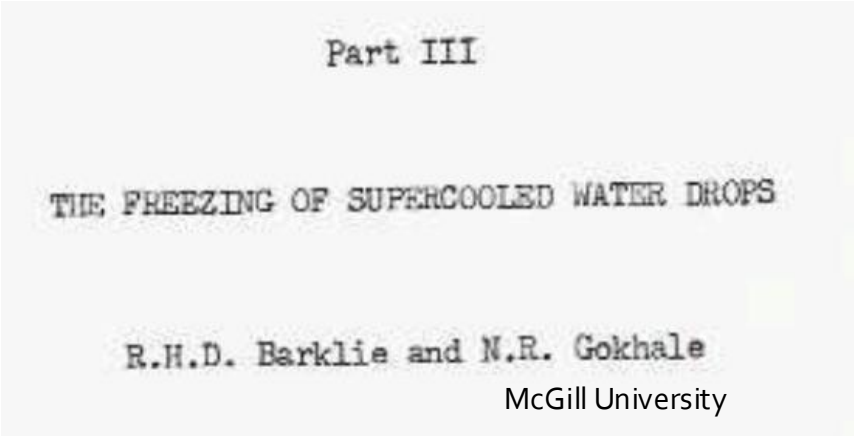 Part III
THE FREEZING OF SUPERCOOLED WATER DROPS
R.H.D. Barklie and N.R. Gokhale
McGill University